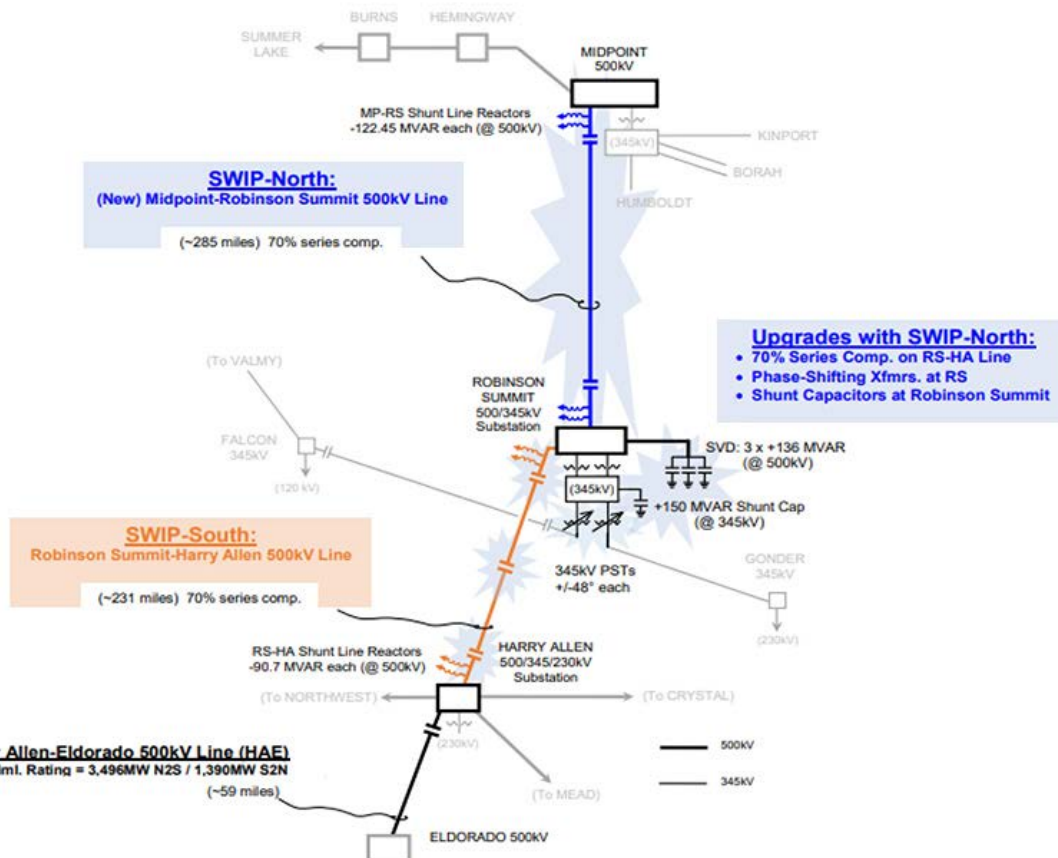 BURNS
HEMINGWAY
SUMMER
LAKE
MIDPOINT
500kV
MP-RS Shunt Line Reactors
-122.45 MVAR each (@ 500kV)
(345kV)
KINPORT
BORAH
HUMBOLDT
SWIP-North:
(New) Midpoint-Robinson Summit 500kV Line
(~285 miles) 70% series comp.
Upgrades with SWIP-North:
• 70% Series Comp. on RS-HA Line
• Phase-Shifting Xfmrs. at RS
• Shunt Capacitors at Robinson Summit
(To VALMY)
ROBINSON
SUMMIT
500/345kV
Substation
FALCON
345kV
(120 kV)
SVD: 3 x +136 MVAR
(@ 500kV)
(345kV)
+150 MVAR Shunt Cap
(@ 345kV)
SWIP-South:
Robinson Summit-Harry Allen 500kV Line
(~231 miles) 70% series comp.
345kV PSTs
+/-48° each
GONDER
345kV
(230kV)
RS-HA Shunt Line Reactors
-90.7 MVAR each (@ 500kV)
HARRY ALLEN
500/345/230kV
Substation
(To NORTHWEST)
(To CRYSTAL)
(230kV)
(To MEAD)
Allen-Eldorado 500kV Line (HAE)
iml. Rating = 3,496MW N2S / 1,390MW S2N
(~59 miles)
500kV
345kV
ELDORADO 500kV